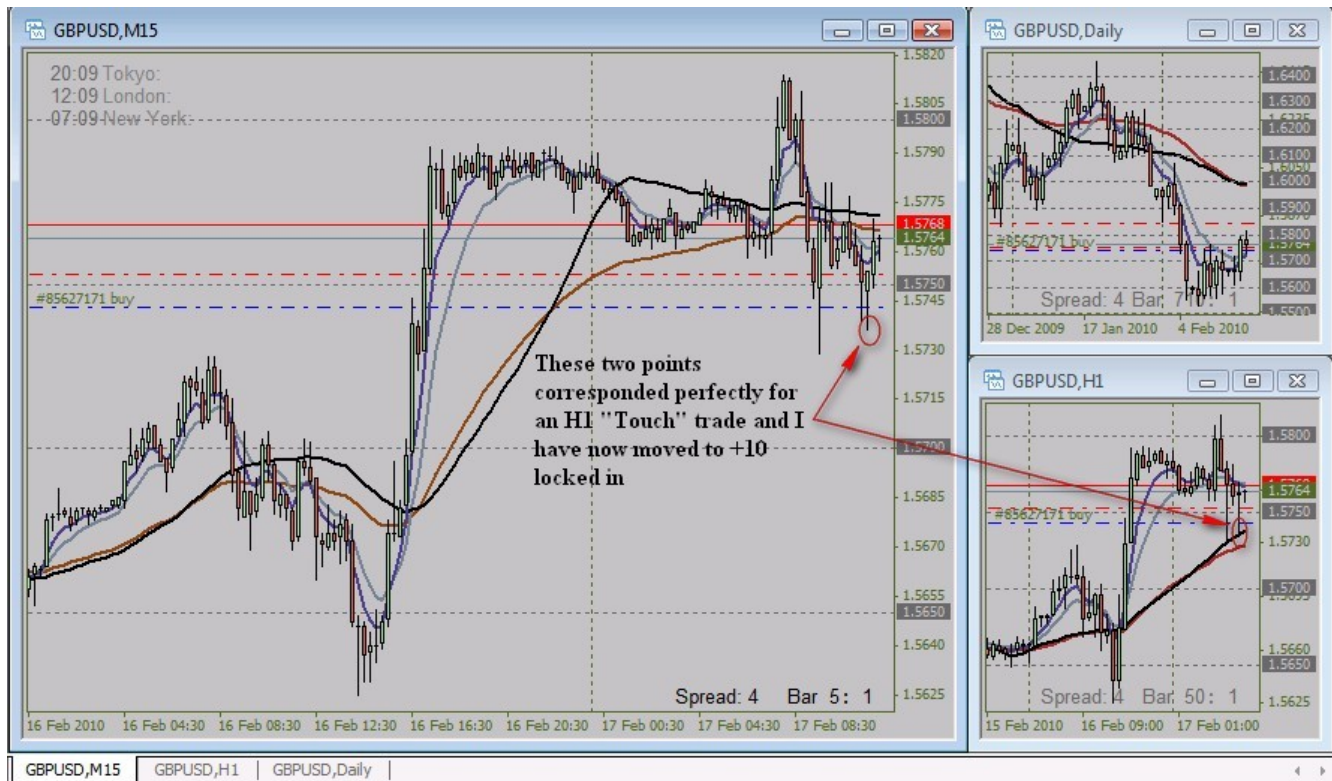 GBPUSD,M15
20:09 Tokyo:
12:09 London:
07:09 New York:
1.5820
1.5805
1.5800
1.5790
1.5775
1.5768
1.5764
1.5760
1.5750
1.5745
1.5730
1.5715
1.5700
1.5685
1.5670
1.5655
1.5650
1.5640
1.5625
#85627171 buy
These two points
corresponded perfectly for
an H1 "Touch" trade and I
have now moved to +10
locked in
Spread: 4 Bar 5: 1
16 Feb 2010 16 Feb 04:30 16 Feb 08:30 16 Feb 12:30 16 Feb 16:30 16 Feb 20:30 17 Feb 00:30 17 Feb 04:30 17 Feb 08:30
GBPUSD,Daily
1.6400
1.6300
1.6200
1.6100
1.6000
1.5900
1.5800
1.5764
1.5700
1.5600
1.5500
#85627171 buy
Spread: 4 Bar : 1
28 Dec 2009 17 Jan 2010 4 Feb 2010
GBPUSD,H1
1.5800
1.5764
1.5750
1.5730
1.5700
1.5660
1.5650
1.5625
#85627171 buy
Spread: 4 Bar 50: 1
15 Feb 2010 16 Feb 09:00 17 Feb 01:00
GBPUSD,M15 GBPUSD,H1 GBPUSD,Daily